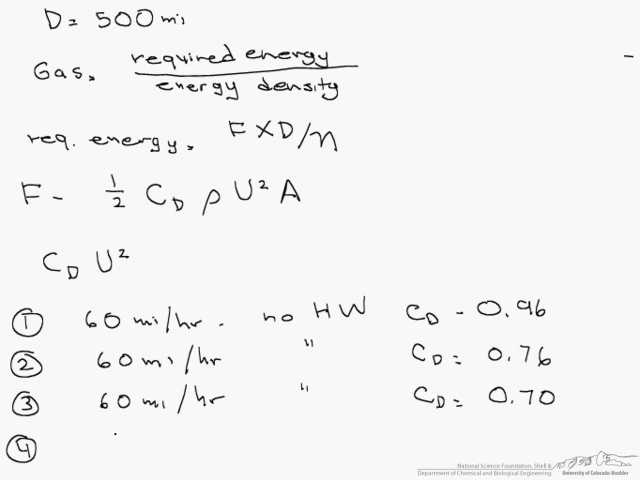 D = 500 mi
Gas = required energy / energy density
req. energy = F X D/η
F = 1/2 C_D ρ U² A
C_D U²
① 60 mi/hr - no HW C_D - 0.96
② 60 mi/hr " C_D = 0.76
③ 60 mi/hr " C_D = 0.70
④
National Science Foundation, Shell &
Department of Chemical and Biological Engineering
University of Colorado-Boulder